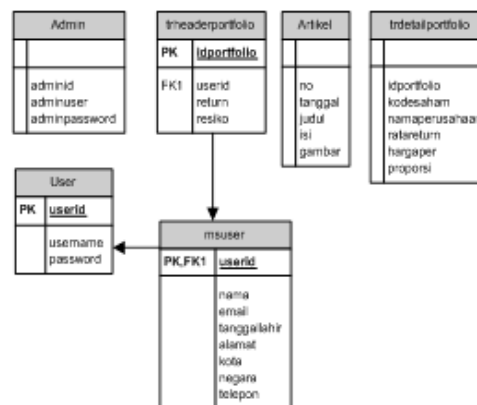 Admin
adminid
adminuser
adminpassword
trheaderportfolio
PK idportfolio
FK1 userid
return
resiko
Artikel
no
tanggal
judul
isi
gambar
trdetailportfolio
idportfolio
kodesaham
namaperusahaan
ratareturn
hargaper
proporsi
User
PK userid
username
password
msuser
PK,FK1 userid
nama
email
tanggallahir
alamat
kota
negara
telepon